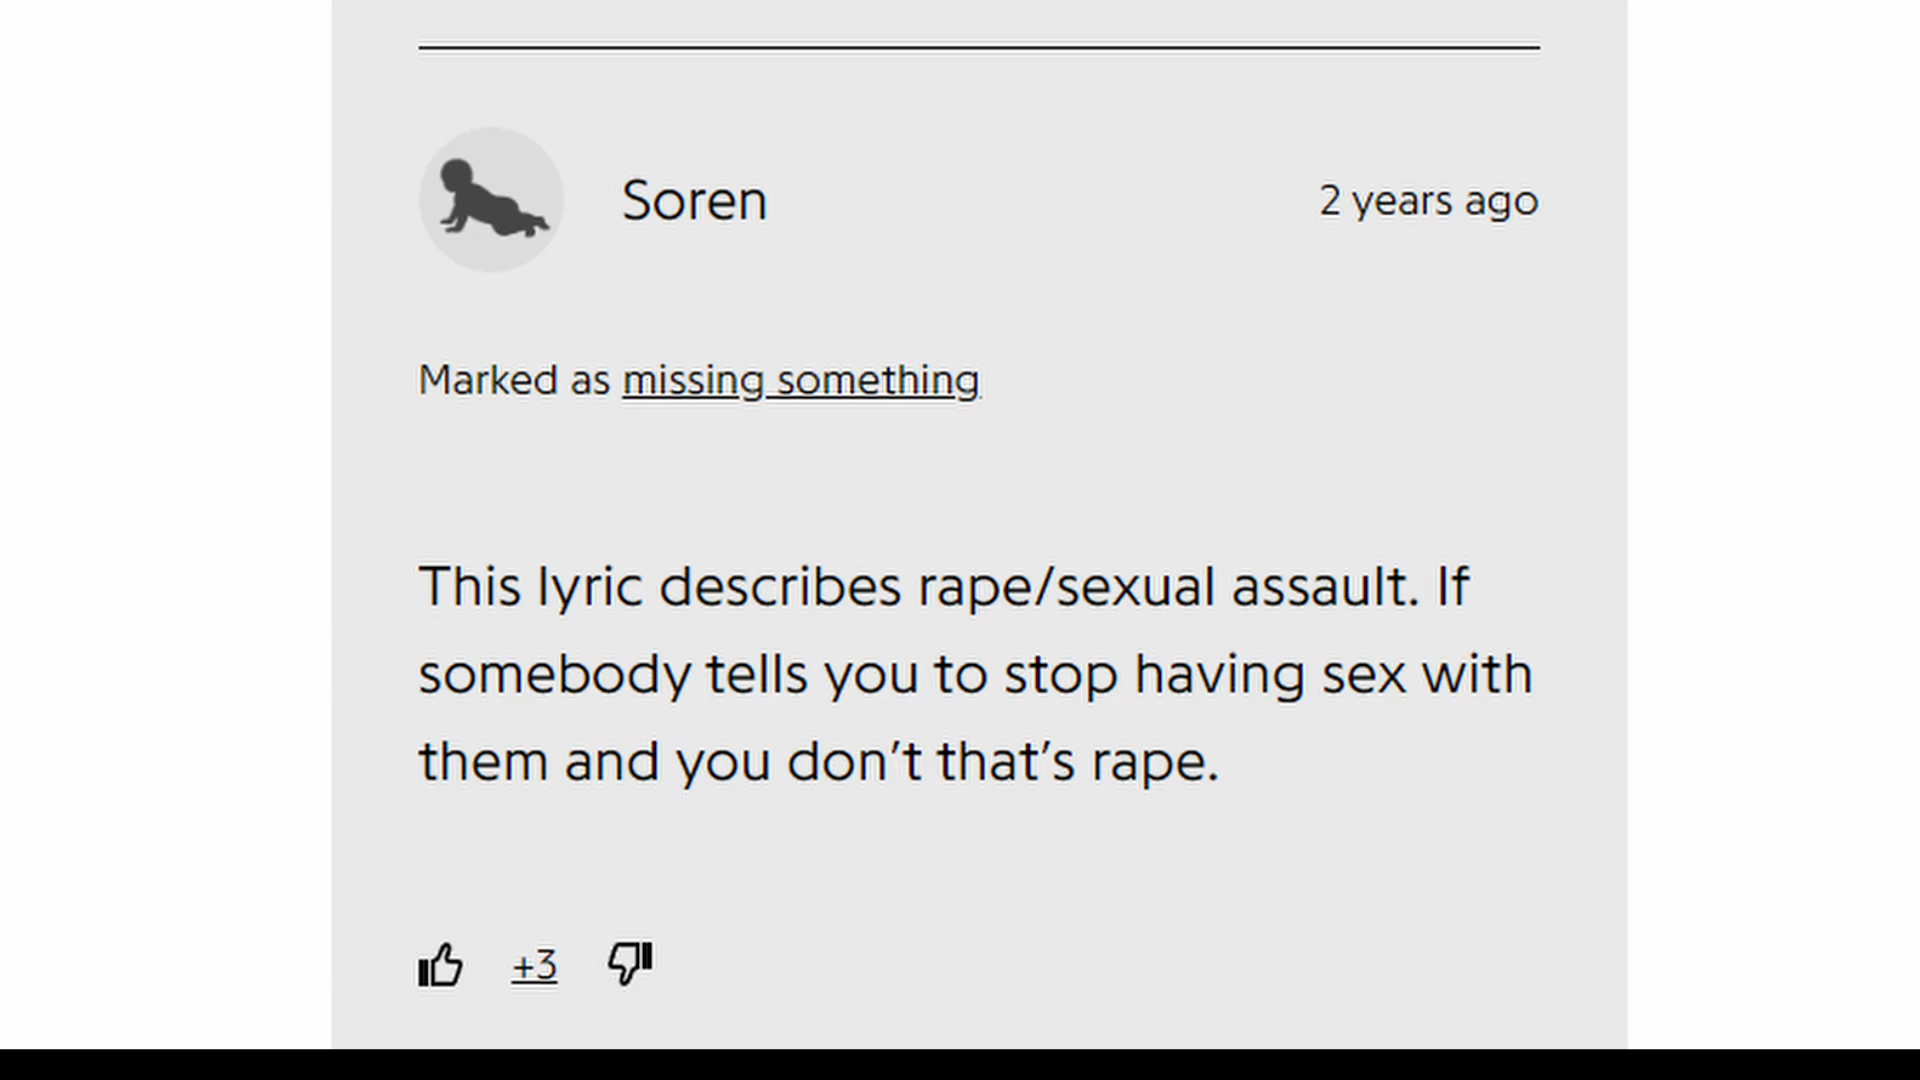 Soren
2 years ago
Marked as missing something
This lyric describes rape/sexual assault. If
somebody tells you to stop having sex with
them and you don’t that’s rape.
+3